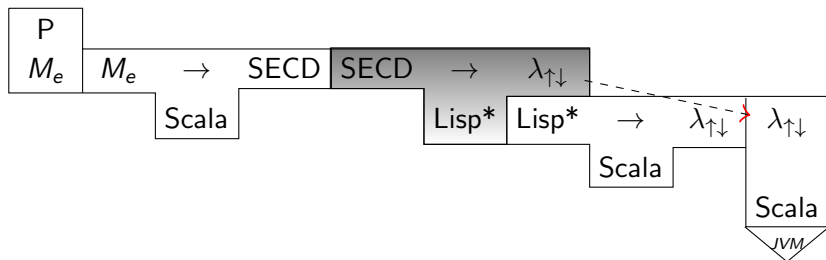 P
M_e M_e → SECD SECD → λ↑↓
Scala Lisp* Lisp* → λ↑↓ λ↑↓
Scala Scala
JVM